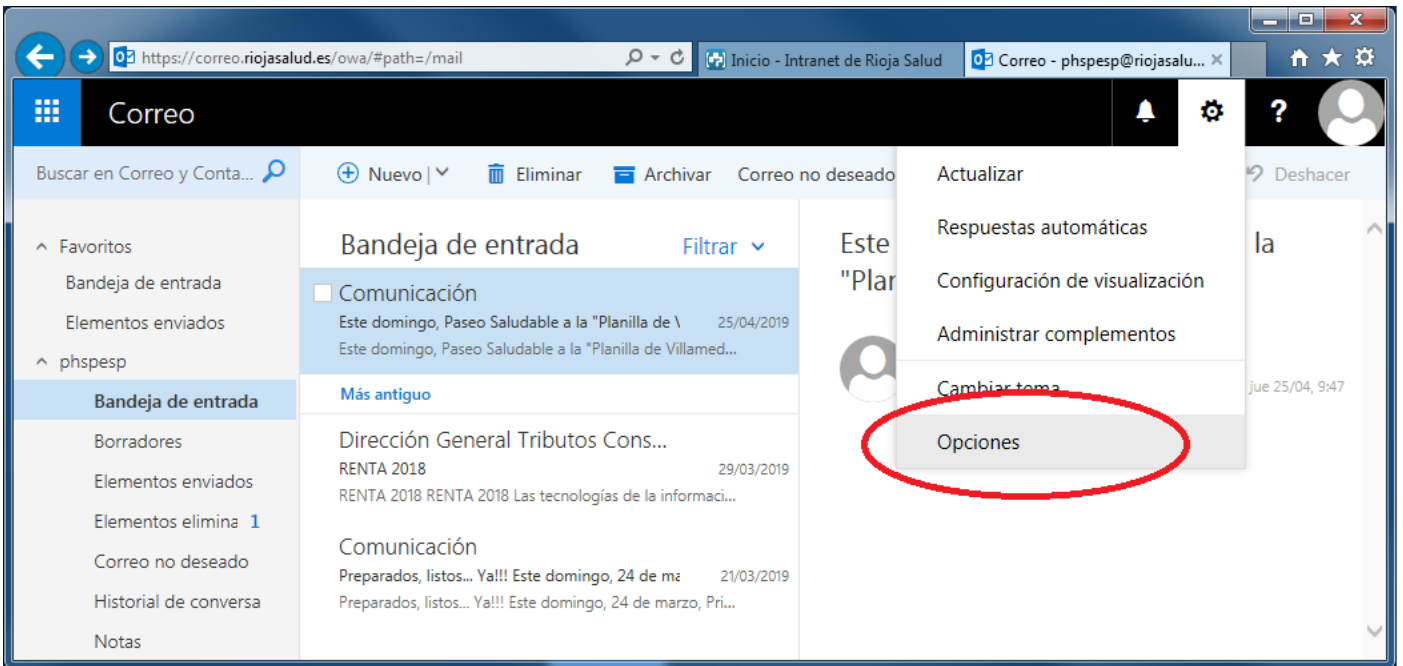 https://correo.riojasalud.es/owa/#path=/mail
Inicio - Intranet de Rioja Salud
Correo - phspesp@riojasalu...
Correo
?
Buscar en Correo y Conta...
Nuevo
Eliminar
Archivar
Correo no deseado
Deshacer
Favoritos
Bandeja de entrada
Elementos enviados
phspesp
Bandeja de entrada
Borradores
Elementos enviados
Elementos elimina 1
Correo no deseado
Historial de conversa
Notas
Bandeja de entrada
Filtrar
Comunicación
Este domingo, Paseo Saludable a la "Planilla de V 25/04/2019
Este domingo, Paseo Saludable a la "Planilla de Villamed...
Más antiguo
Dirección General Tributos Cons...
RENTA 2018 29/03/2019
RENTA 2018 RENTA 2018 Las tecnologías de la informaci...
Comunicación
Preparados, listos... Ya!!! Este domingo, 24 de ma 21/03/2019
Preparados, listos... Ya!!! Este domingo, 24 de marzo, Pri...
Este la
"Plan
jue 25/04, 9:47
Actualizar
Respuestas automáticas
Configuración de visualización
Administrar complementos
Cambiar tema
Opciones